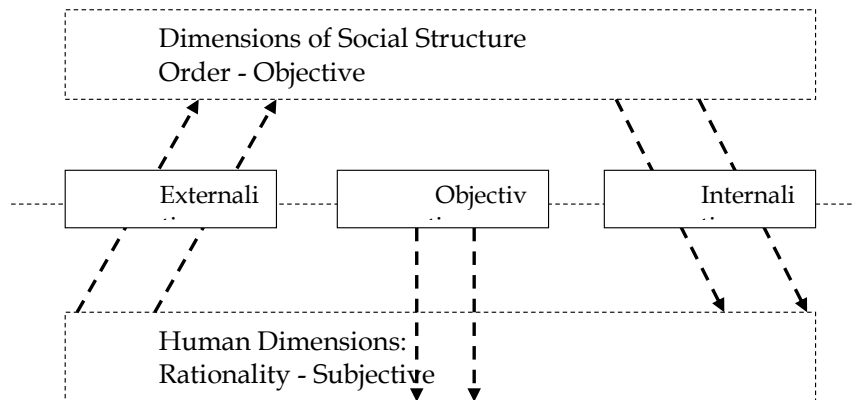 Dimensions of Social Structure
Order - Objective
Externali
Objectiv
Internali
Human Dimensions:
Rationality - Subjective